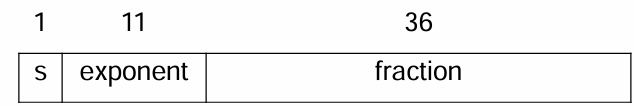 1 11 36
s exponent fraction